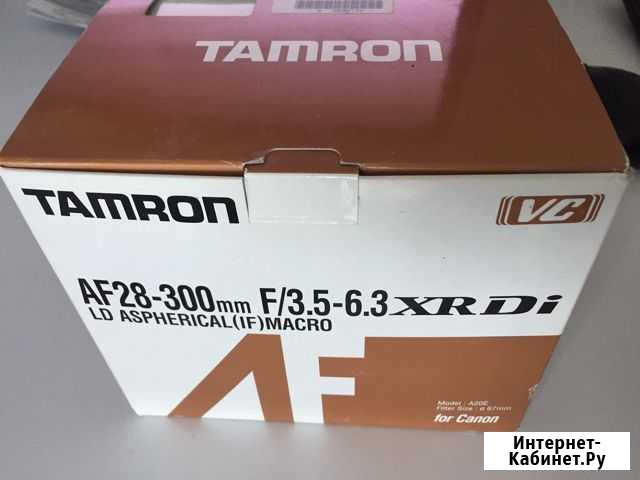 TAMRON
TAMRON
VC
AF28-300mm F/3.5-6.3 XR Di
LD ASPHERICAL(IF)MACRO
AF
Model : A20E
Filter Size : ø 67mm
for Canon
Интернет-
Кабинет.Ру